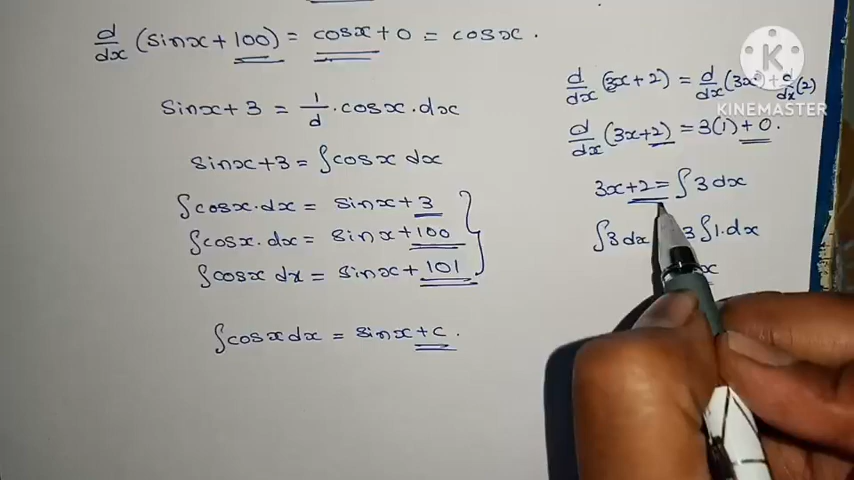 d/dx (sinx + 100) = cosx + 0 = cosx .
sinx + 3 = 1/d . cosx . dx
sinx + 3 = ∫cosx dx
∫cosx . dx = sinx + 3
∫cosx . dx = sinx + 100
∫cosx dx = sinx + 101
∫cosx dx = sinx + c .
d/dx (3x + 2) = d/dx (3x) + d/dx (2)
d/dx (3x + 2) = 3(1) + 0 .
3x + 2 = ∫3 dx
∫3 dx 3 ∫1 . dx
x
K
KINEMASTER